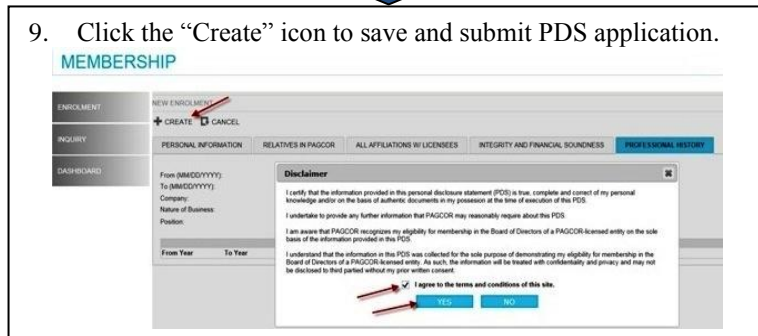 9. Click the “Create” icon to save and submit PDS application.
MEMBERSHIP
ENROLMENT
NEW ENROLMENT
CREATE CANCEL
INQUIRY
PERSONAL INFORMATION RELATIVES IN PAGCOR ALL AFFILIATIONS W/ LICENSEES INTEGRITY AND FINANCIAL SOUNDNESS PROFESSIONAL HISTORY
DASHBOARD
From (MM/DD/YYYY):
To (MM/DD/YYYY):
Company:
Nature of Business:
Position:
From Year To Year
Disclaimer
I certify that the information provided in this personal disclosure statement (PDS) is true, complete and correct of my personal
knowledge and/or on the basis of authentic documents in my possession at the time of execution of this PDS.
I undertake to provide any further information that PAGCOR may reasonably require about this PDS.
I am aware that PAGCOR recognizes my eligibility for membership in the Board of Directors of a PAGCOR-licensed entity on the sole
basis of the information provided in this PDS.
I understand that the information in this PDS was collected for the sole purpose of demonstrating my eligibility for membership in the
Board of Directors of a PAGCOR-licensed entity. As such, the information will be treated with confidentiality and privacy and may not
be disclosed to third partied without my prior written consent.
I agree to the terms and conditions of this site.
YES NO